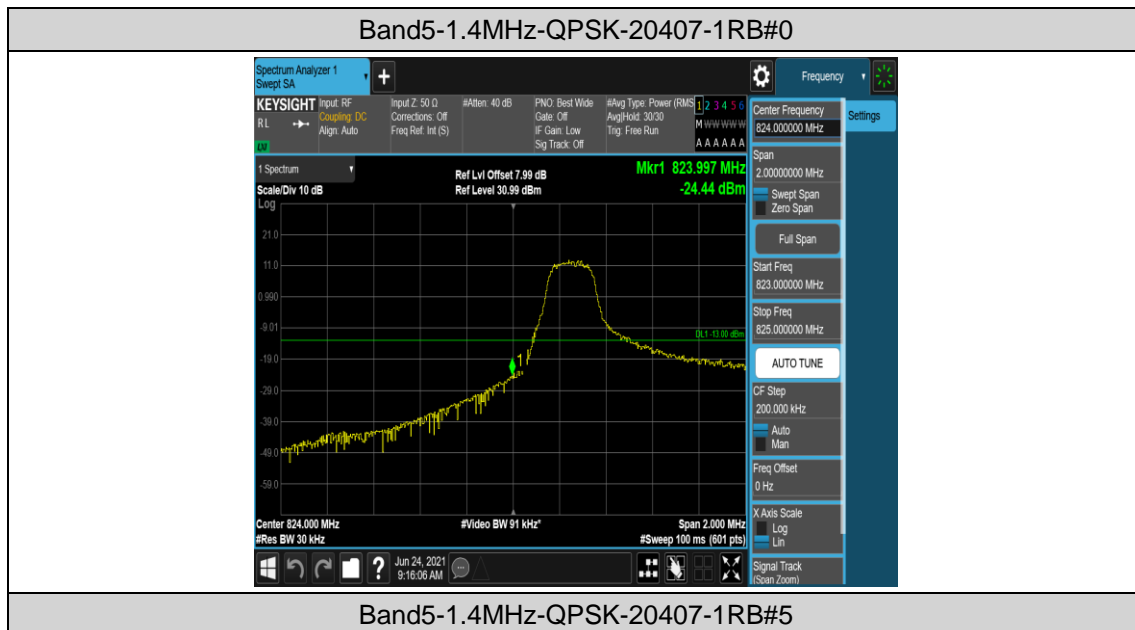 Band5-1.4MHz-QPSK-20407-1RB#0
Spectrum Analyzer 1
Swept SA
Frequency
KEYSIGHT
RL
LNI
Input: RF
Coupling: DC
Align: Auto
Input Z: 50 Ω
Corrections: Off
Freq Ref: Int (S)
#Atten: 40 dB
PNO: Best Wide
Gate: Off
IF Gain: Low
Sig Track: Off
#Avg Type: Power (RMS
Avg|Hold: 30/30
Trig: Free Run
1 2 3 4 5 6
M W W W W W
A A A A A A
1 Spectrum
Scale/Div 10 dB
Log
Ref Lvl Offset 7.99 dB
Ref Level 30.99 dBm
Mkr1 823.997 MHz
-24.44 dBm
21.0
11.0
0.990
-9.01
DL1 -13.00 dBm
1
-19.0
-29.0
-39.0
-49.0
-59.0
Center 824.000 MHz
#Video BW 91 kHz*
Span 2.000 MHz
#Res BW 30 kHz
#Sweep 100 ms (601 pts)
?
Jun 24, 2021
9:16:06 AM
Settings
Center Frequency
824.000000 MHz
Span
2.00000000 MHz
Swept Span
Zero Span
Full Span
Start Freq
823.000000 MHz
Stop Freq
825.000000 MHz
AUTO TUNE
CF Step
200.000 kHz
Auto
Man
Freq Offset
0 Hz
X Axis Scale
Log
Lin
Signal Track
(Span Zoom)
Band5-1.4MHz-QPSK-20407-1RB#5